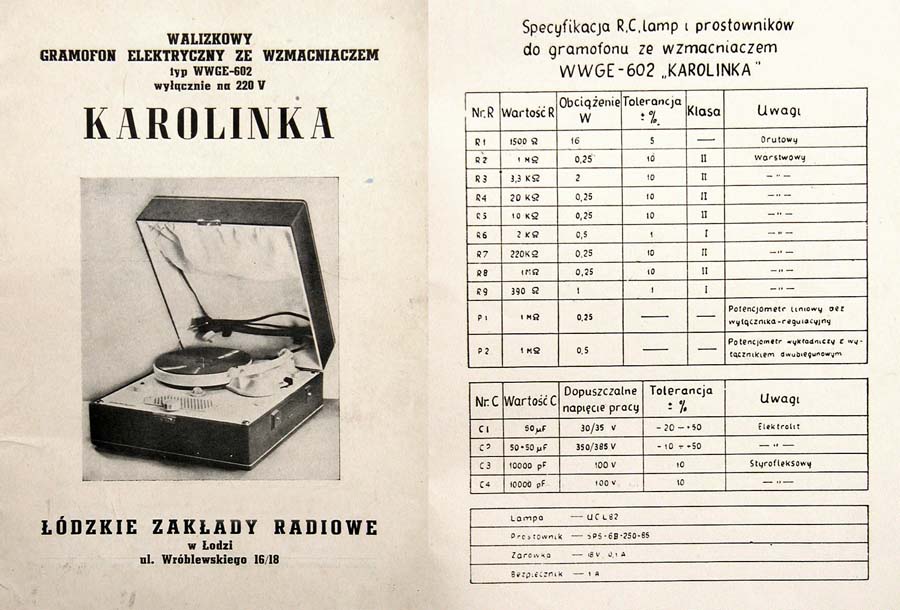 WALIZKOWY
GRAMOFON ELEKTRYCZNY ZE WZMACNIACZEM
typ WWGE-602
wyłącznie na 220 V
KAROLINKA
ŁÓDZKIE ZAKŁADY RADIOWE
w Łodzi
ul. Wróblewskiego 16/18
Specyfikacja R,C, lamp i prostowników
do gramofonu ze wzmacniaczem
WWGE-602 „KAROLINKA"
Nr.R Wartość R Obciążenie W Tolerancja ± % Klasa Uwagi
R1 1500 Ω 16 5 — Drutowy
R2 1 MΩ 0,25 10 II Warstwowy
R3 3,3 KΩ 2 10 II —"—
R4 20 KΩ 0,25 10 II —"—
R5 10 KΩ 0,25 10 II —"—
R6 2 KΩ 0,5 1 I —"—
R7 220KΩ 0,25 10 II —"—
R8 1MΩ 0,25 10 II —"—
R9 390 Ω 1 1 I —"—
P1 1 MΩ 0,25 — — Potencjometr liniowy bez
wyłącznika-regulacyjny
P2 1 MΩ 0,5 — — Potencjometr wykładniczy z wy-
łącznikiem dwubiegunowym
Nr. C Wartość C Dopuszczalne napięcie pracy Tolerancja ± % Uwagi
C1 50 µF 30/35 V -20 - +50 Elektrolit
C2 50+50 µF 350/385 V -10 ÷ +50 —"—
C3 10000 pF 100 V 10 Styrofleksowy
C4 10000 pF 100 V 10 —"—
Lampa — UCL82
Prostownik — SPS-6B-250-85
Żarówka — 18V 0,1 A
Bezpiecznik — 1 A